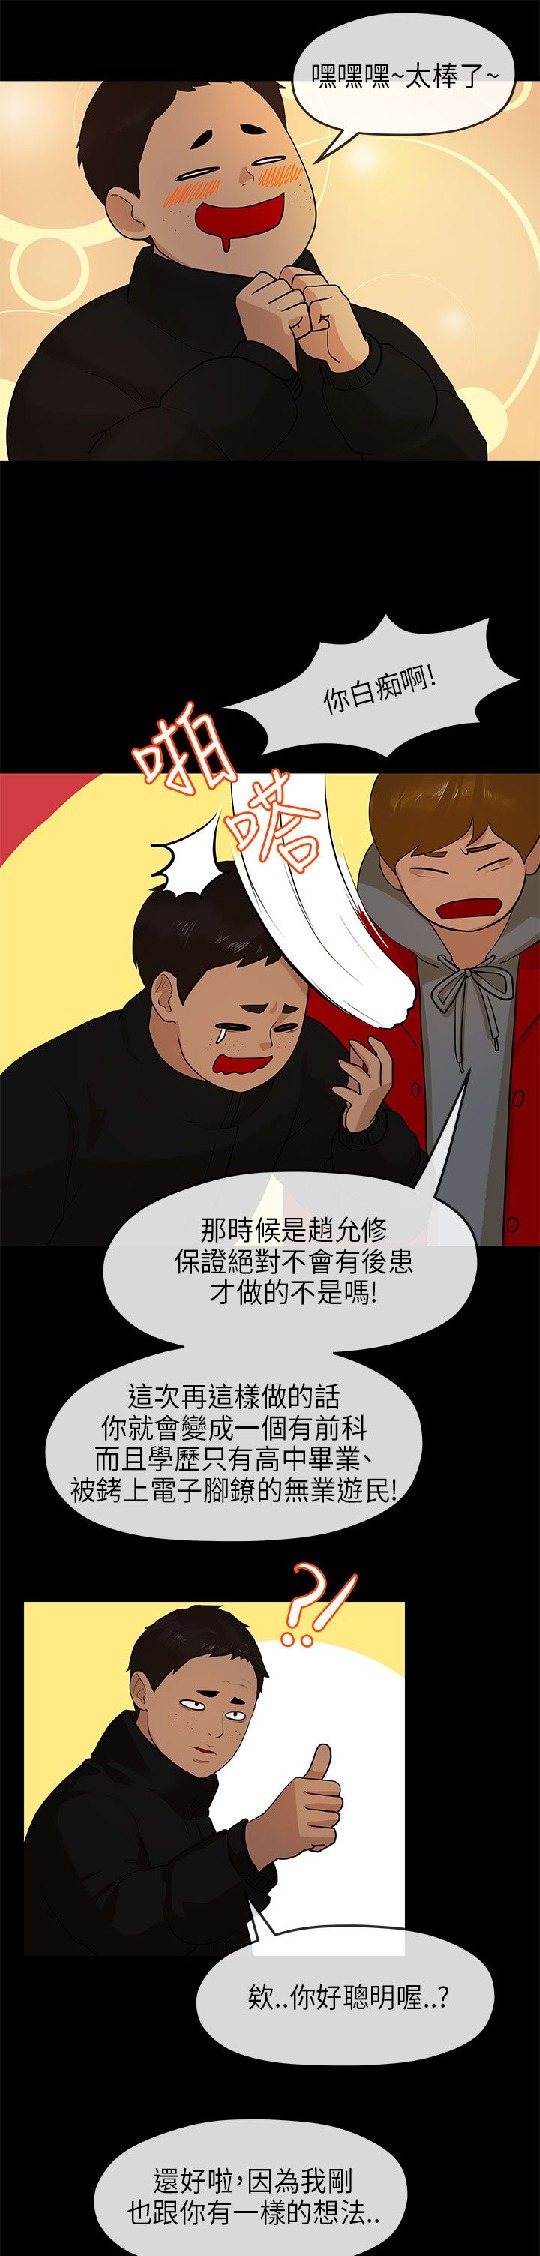 嘿嘿嘿~太棒了~
你白痴啊!
啪
嗒
那時候是趙允修
保證絕對不會有後患
才做的不是嗎!
這次再這樣做的話
你就會變成一個有前科
而且學歷只有高中畢業、
被銬上電子腳鐐的無業遊民!
?!
欸..你好聰明喔..?
還好啦,因為我剛
也跟你有一樣的想法..